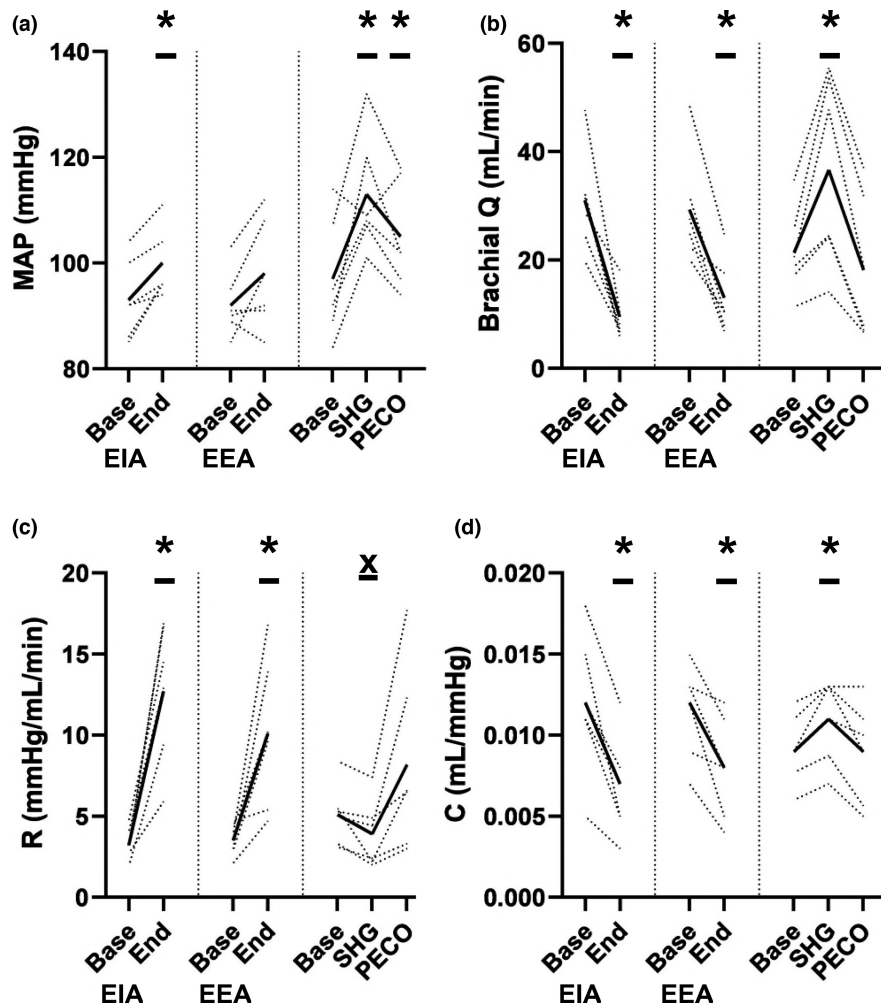 (a)
* * *
MAP (mmHg)
140
120
100
80
Base End Base End Base SHG PECO
EIA EEA
(b)
* * *
Brachial Q (mL/min)
60
40
20
0
Base End Base End Base SHG PECO
EIA EEA
(c)
* * x
R (mmHg/mL/min)
20
15
10
5
0
Base End Base End Base SHG PECO
EIA EEA
(d)
* * *
C (mL/mmHg)
0.020
0.015
0.010
0.005
0.000
Base End Base End Base SHG PECO
EIA EEA